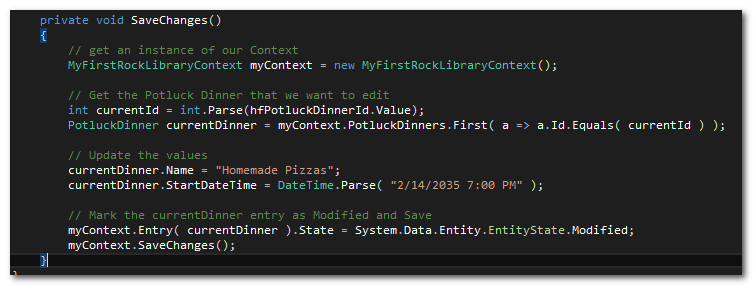 private void SaveChanges()
{
// get an instance of our Context
MyFirstRockLibraryContext myContext = new MyFirstRockLibraryContext();
// Get the Potluck Dinner that we want to edit
int currentId = int.Parse(hfPotluckDinnerId.Value);
PotluckDinner currentDinner = myContext.PotluckDinners.First( a => a.Id.Equals( currentId ) );
// Update the values
currentDinner.Name = "Homemade Pizzas";
currentDinner.StartDateTime = DateTime.Parse( "2/14/2035 7:00 PM" );
// Mark the currentDinner entry as Modified and Save
myContext.Entry( currentDinner ).State = System.Data.Entity.EntityState.Modified;
myContext.SaveChanges();
}